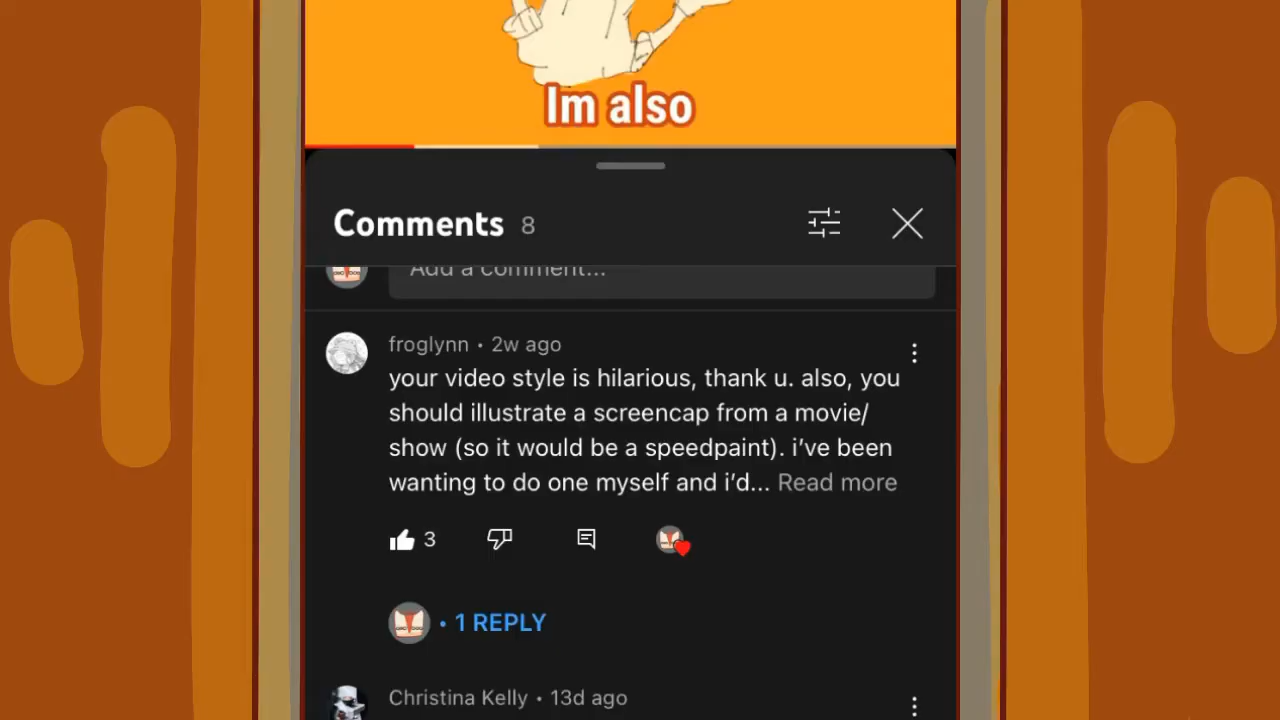 Im also
Comments 8
Add a comment...
froglynn • 2w ago
your video style is hilarious, thank u. also, you
should illustrate a screencap from a movie/
show (so it would be a speedpaint). i’ve been
wanting to do one myself and i’d... Read more
3
• 1 REPLY
Christina Kelly • 13d ago